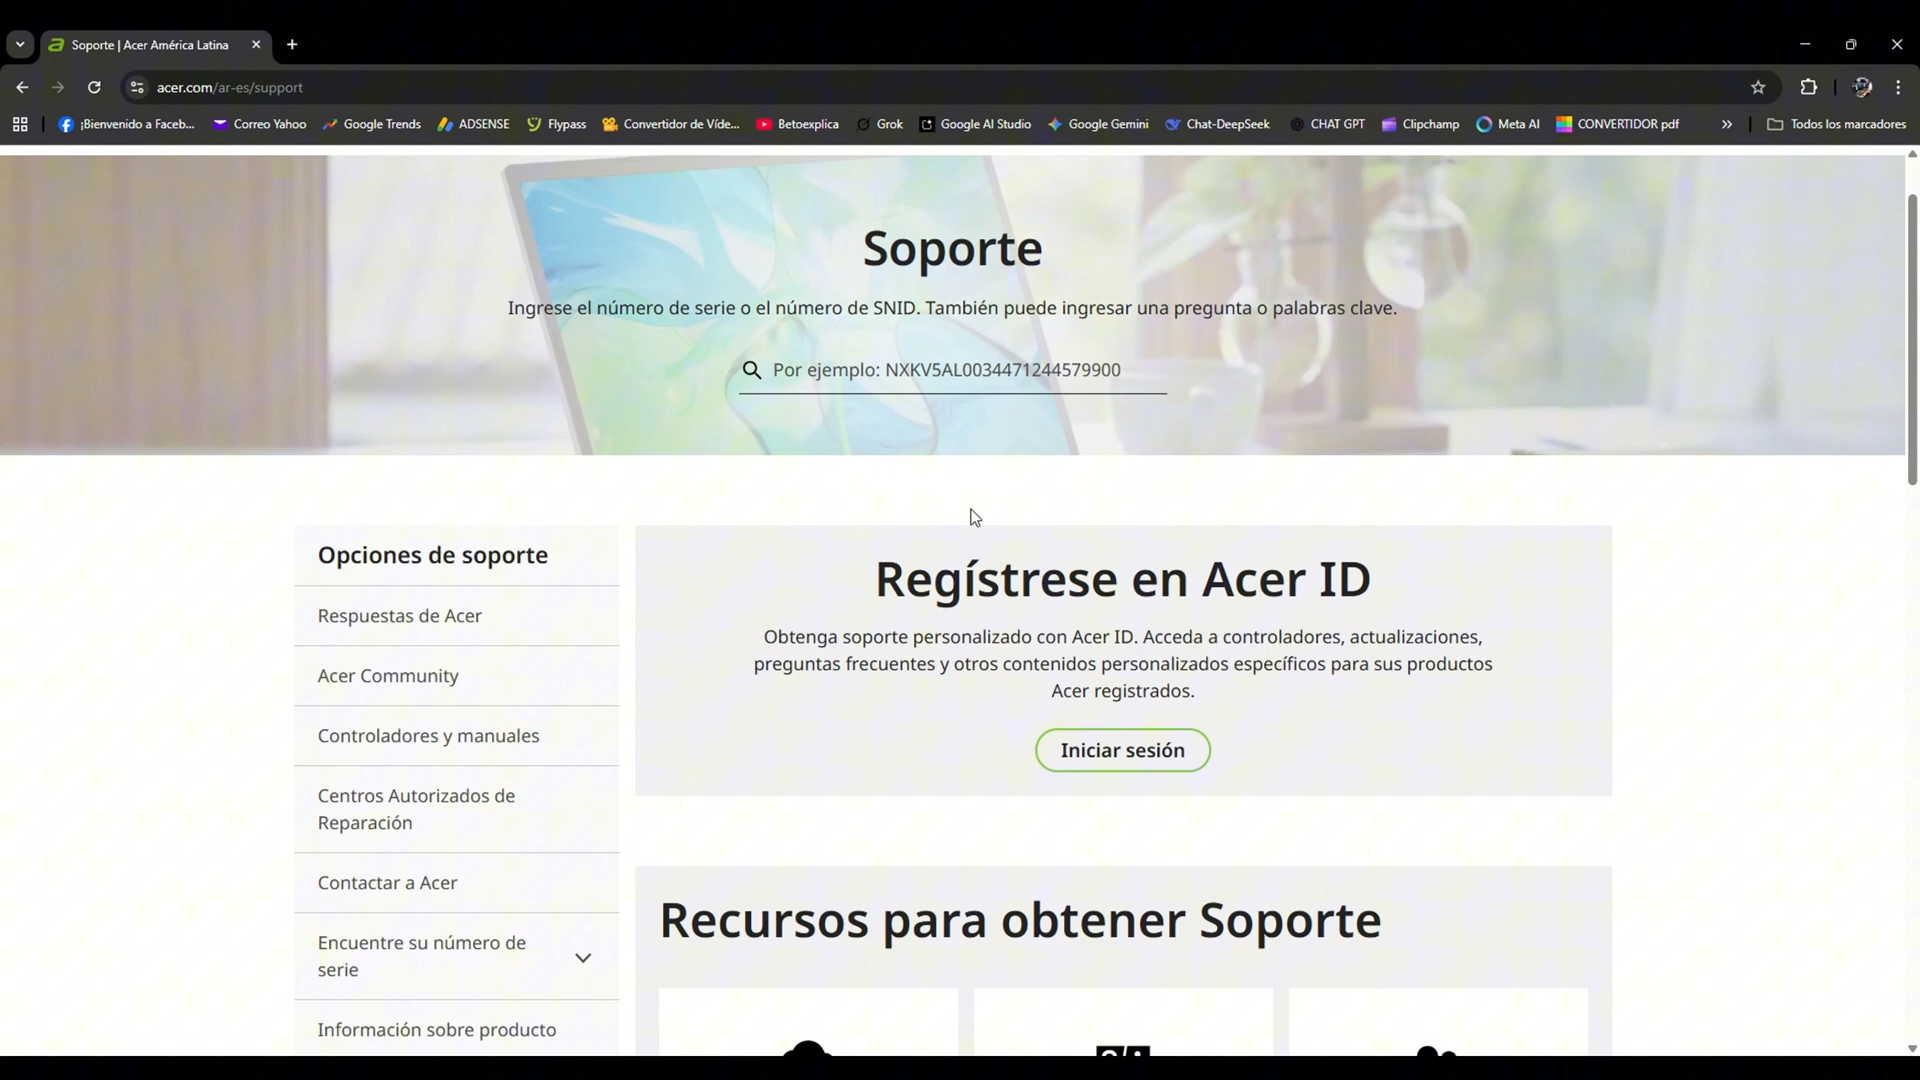 Soporte | Acer América Latina
acer.com/ar-es/support
¡Bienvenido a Faceb...
Correo Yahoo
Google Trends
ADSENSE
Flypass
Convertidor de Víde...
Betoexplica
Grok
Google AI Studio
Google Gemini
Chat-DeepSeek
CHAT GPT
Clipchamp
Meta AI
CONVERTIDOR pdf
Todos los marcadores
Soporte
Ingrese el número de serie o el número de SNID. También puede ingresar una pregunta o palabras clave.
Por ejemplo: NXKV5AL0034471244579900
Opciones de soporte
Respuestas de Acer
Acer Community
Controladores y manuales
Centros Autorizados de
Reparación
Contactar a Acer
Encuentre su número de
serie
Información sobre producto
Regístrese en Acer ID
Obtenga soporte personalizado con Acer ID. Acceda a controladores, actualizaciones,
preguntas frecuentes y otros contenidos personalizados específicos para sus productos
Acer registrados.
Iniciar sesión
Recursos para obtener Soporte